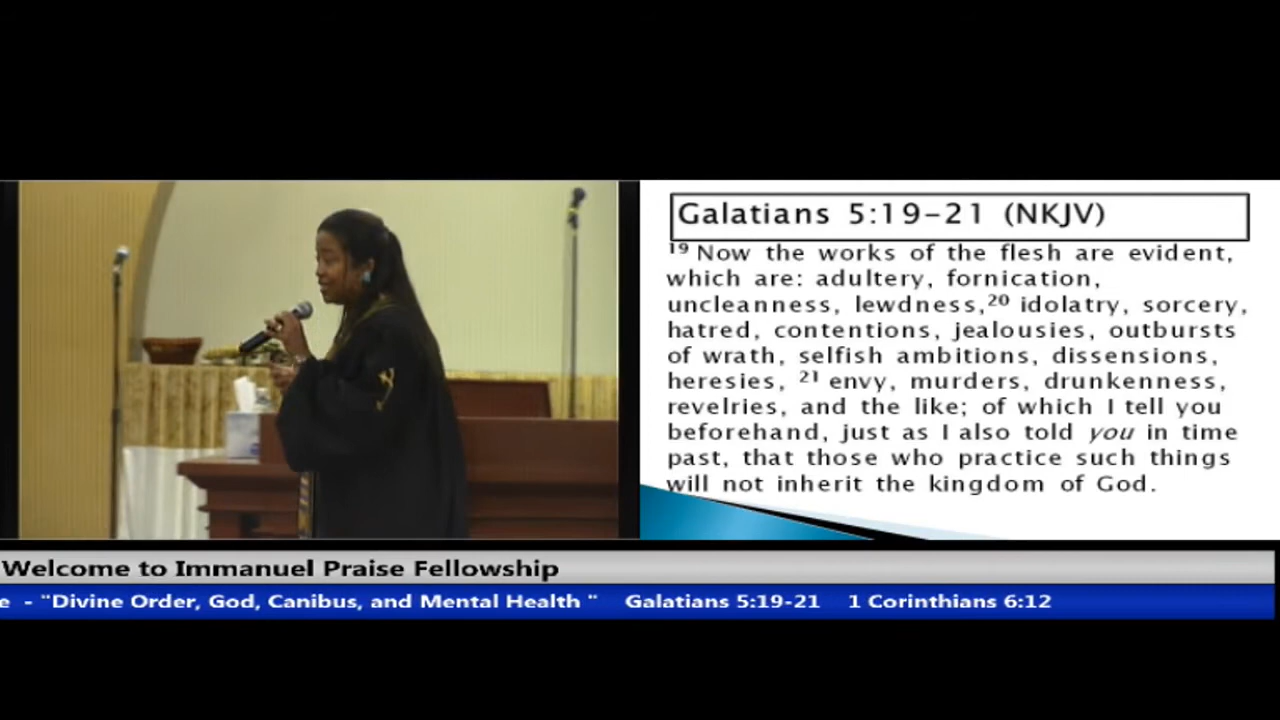 Galatians 5:19-21 (NKJV)
19 Now the works of the flesh are evident,
which are: adultery, fornication,
uncleanness, lewdness,20 idolatry, sorcery,
hatred, contentions, jealousies, outbursts
of wrath, selfish ambitions, dissensions,
heresies, 21 envy, murders, drunkenness,
revelries, and the like; of which I tell you
beforehand, just as I also told you in time
past, that those who practice such things
will not inherit the kingdom of God.
Welcome to Immanuel Praise Fellowship
e - "Divine Order, God, Canibus, and Mental Health " Galatians 5:19-21 1 Corinthians 6:12